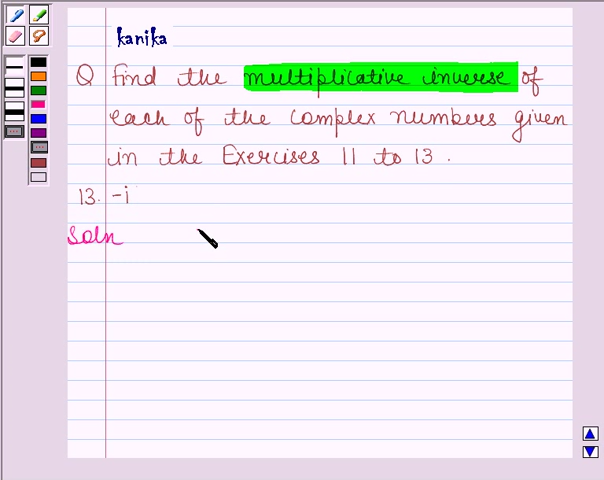 kanika
Q Find the multiplicative inverse of
each of the complex numbers given
in the Exercises 11 to 13.
13. -i
Soln